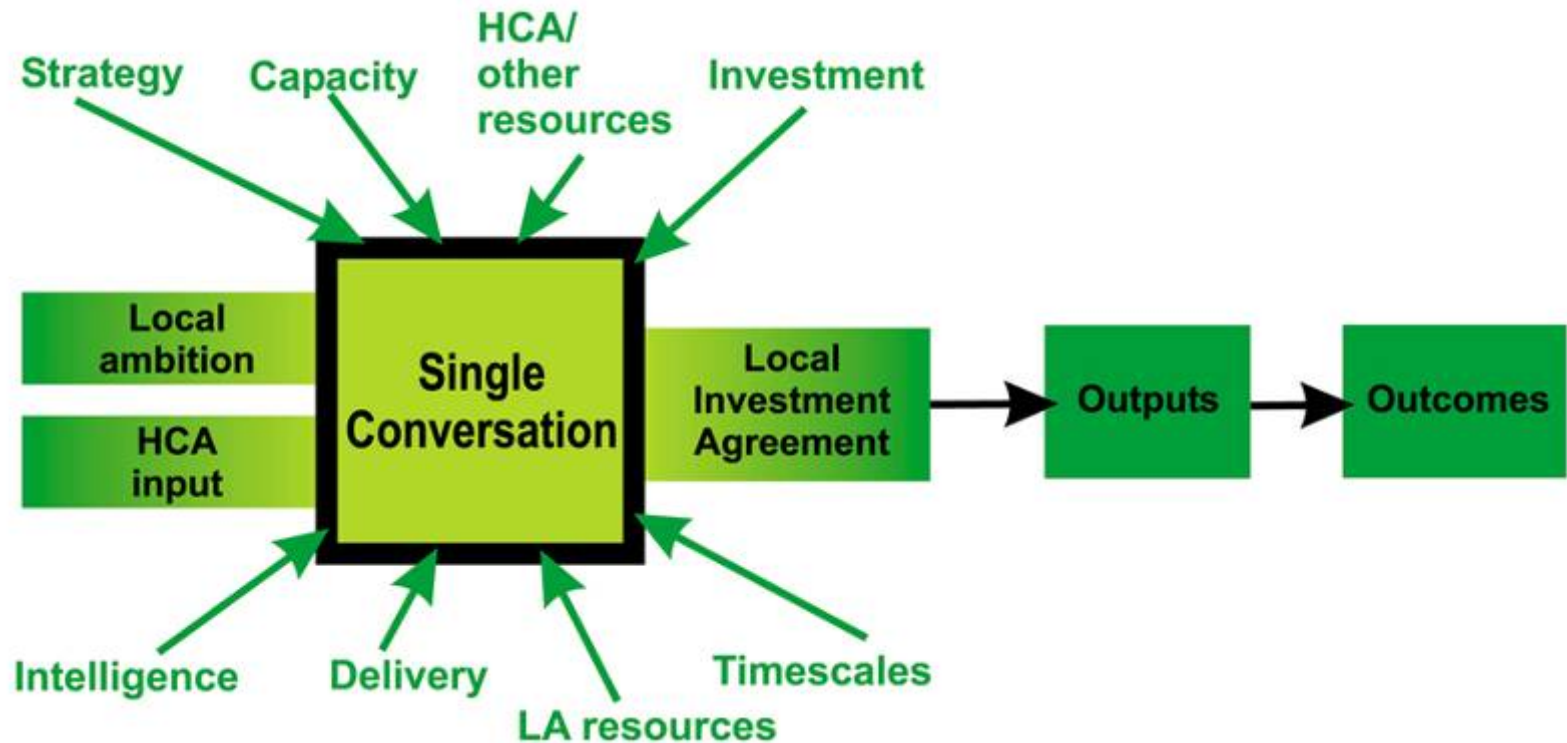 Strategy
Capacity
HCA/
other
resources
Investment
Local
ambition
HCA
input
Single
Conversation
Local
Investment
Agreement
Outputs
Outcomes
Intelligence
Delivery
LA resources
Timescales